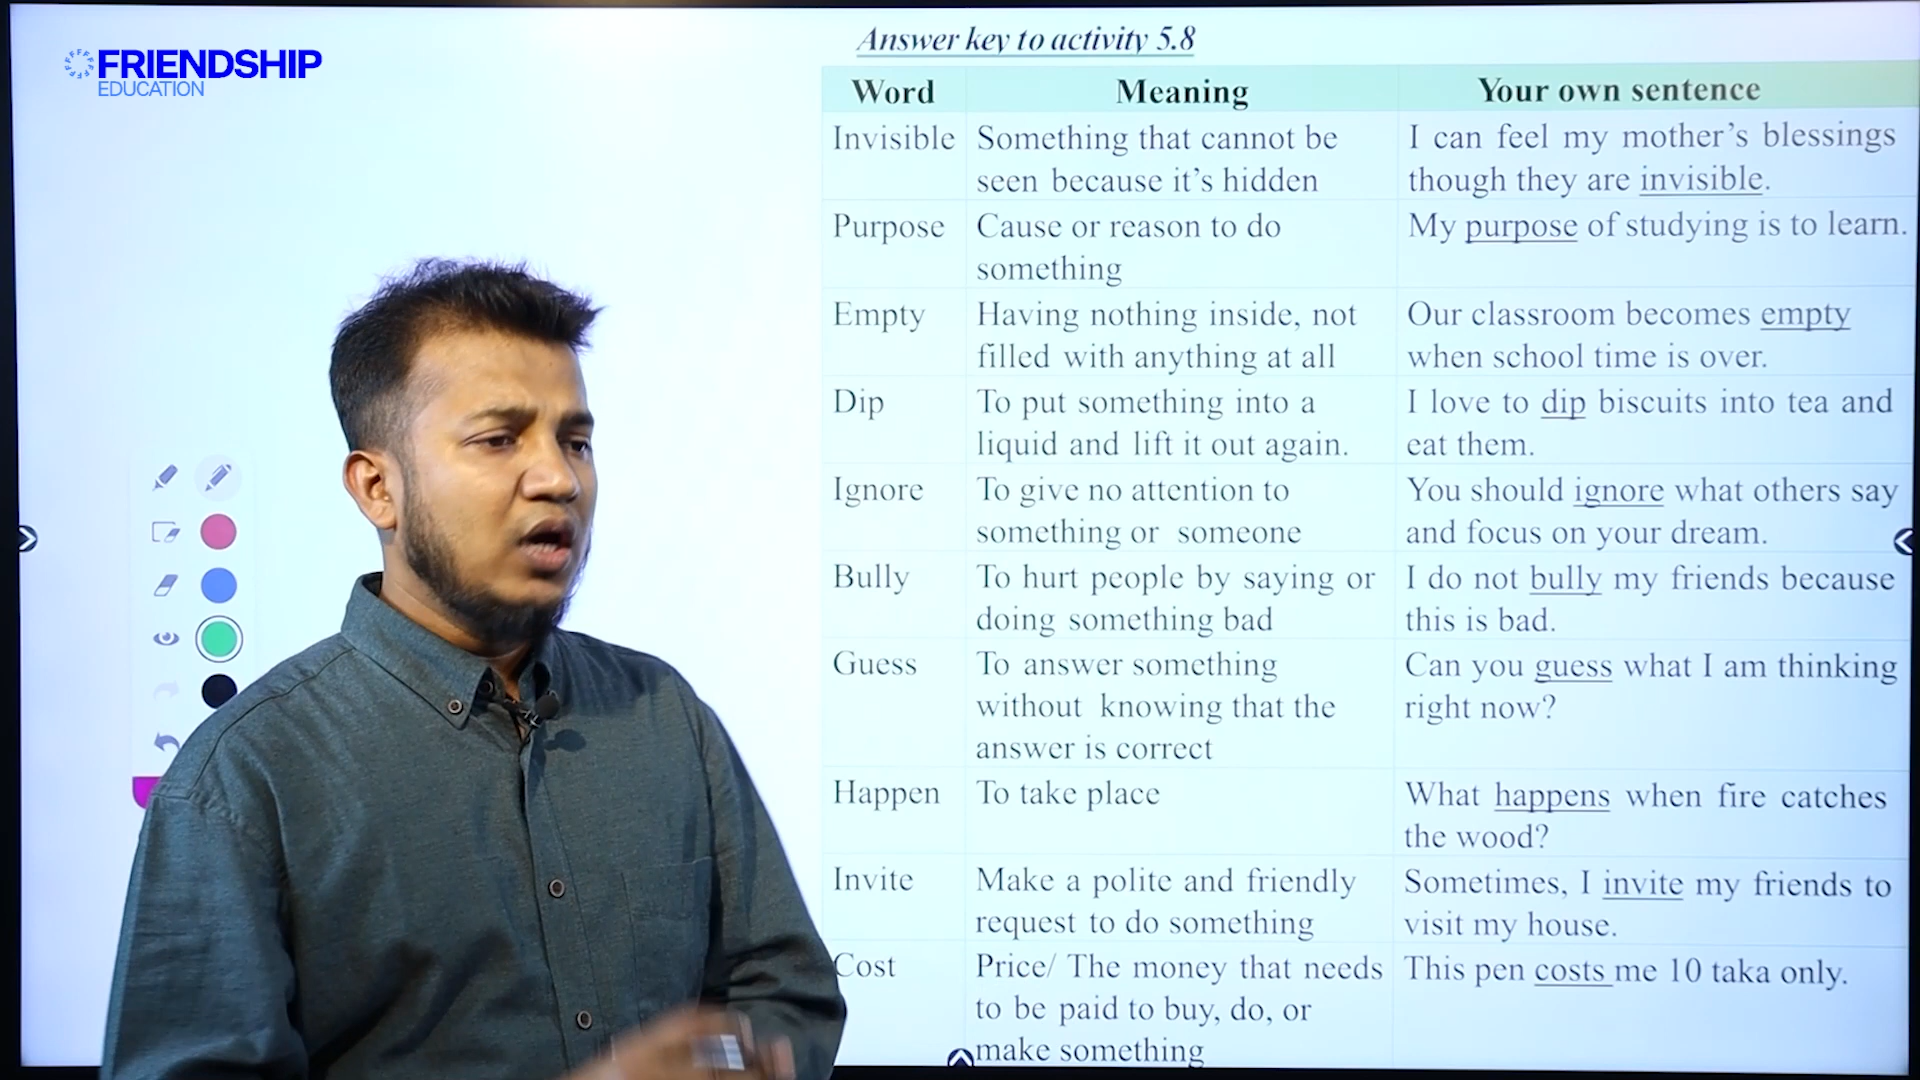 FRIENDSHIP
EDUCATION
Answer key to activity 5.8
Word Meaning Your own sentence
Invisible Something that cannot be I can feel my mother's blessings
seen because it's hidden though they are invisible.
Purpose Cause or reason to do My purpose of studying is to learn.
something
Empty Having nothing inside, not Our classroom becomes empty
filled with anything at all when school time is over.
Dip To put something into a I love to dip biscuits into tea and
liquid and lift it out again. eat them.
Ignore To give no attention to You should ignore what others say
something or someone and focus on your dream.
Bully To hurt people by saying or I do not bully my friends because
doing something bad this is bad.
Guess To answer something Can you guess what I am thinking
without knowing that the right now?
answer is correct
Happen To take place What happens when fire catches
the wood?
Invite Make a polite and friendly Sometimes, I invite my friends to
request to do something visit my house.
Cost Price/ The money that needs This pen costs me 10 taka only.
to be paid to buy, do, or
make something